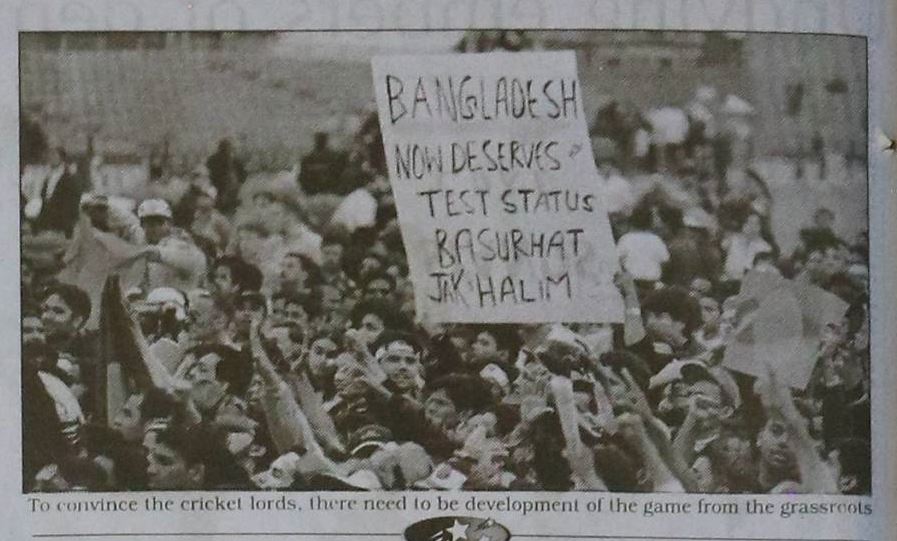 BANGLADESH
NOW DESERVES
TEST STATUS
BASURHAT
JAK HALIM
To convince the cricket lords, there need to be development of the game from the grassroots